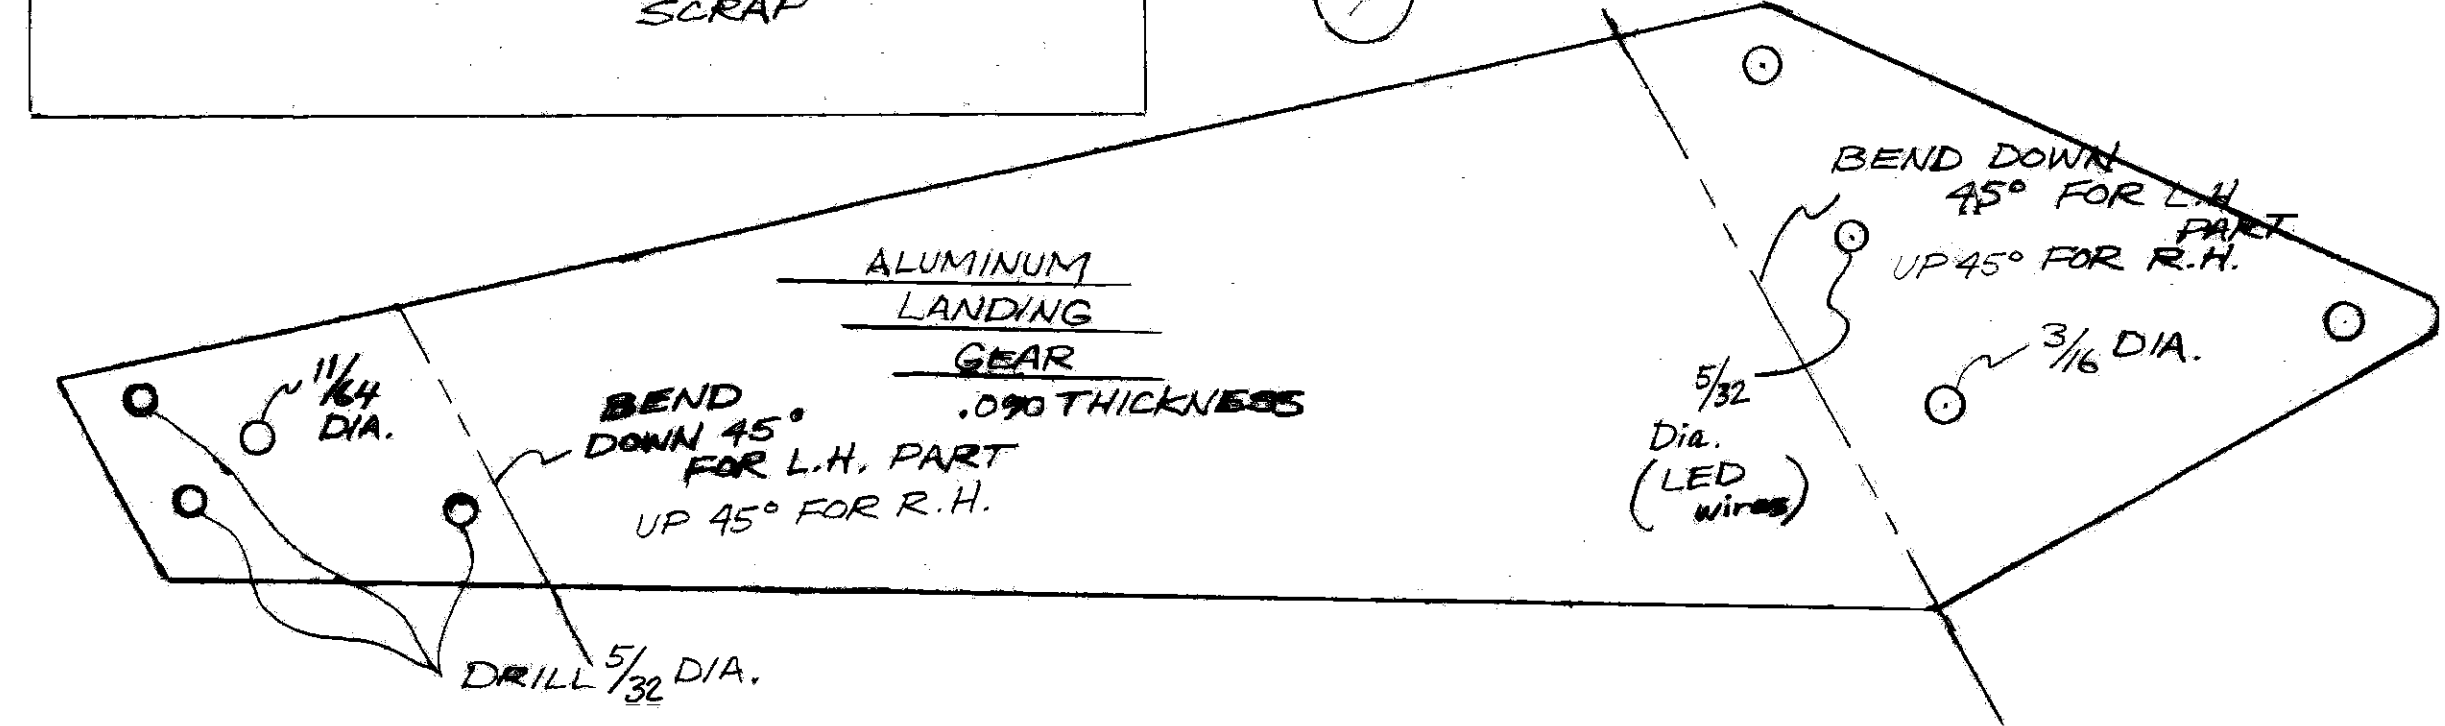 SCRAP
BEND DOWN
45° FOR L.H
PART
UP 45° FOR R.H.
ALUMINUM
LANDING
GEAR
.090 THICKNESS
3/16 DIA.
11/64
DIA.
BEND
DOWN 45°
FOR L.H. PART
UP 45° FOR R.H.
5/32
Dia.
(LED
wires)
DRILL 5/32 DIA.